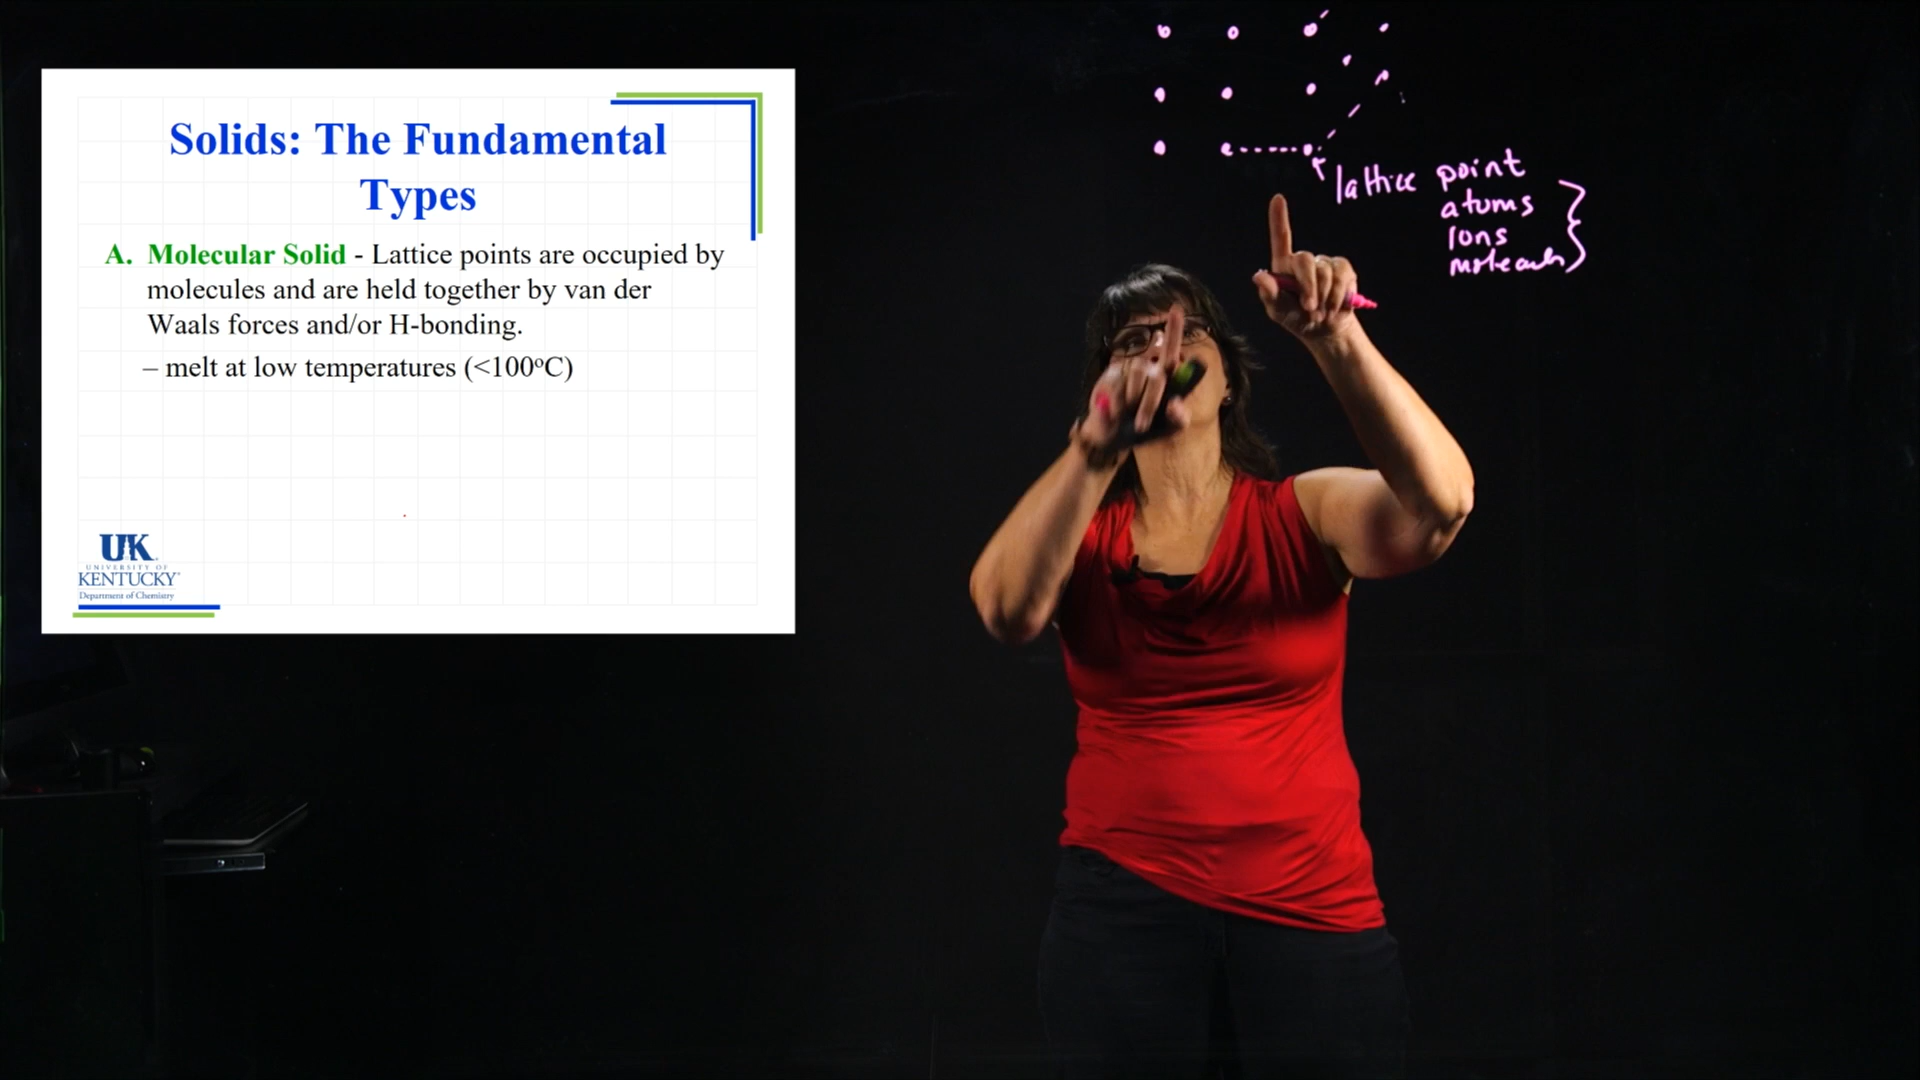 Solids: The Fundamental
Types
A. Molecular Solid - Lattice points are occupied by
molecules and are held together by van der
Waals forces and/or H-bonding.
– melt at low temperatures (<100°C)
UK
UNIVERSITY OF
KENTUCKY
Department of Chemistry
lattice point
atoms
Ions
molecules